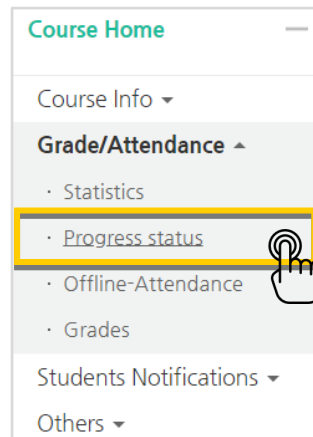 Course Home
Course Info
Grade/Attendance
· Statistics
· Progress status
· Offline-Attendance
· Grades
Students Notifications
Others